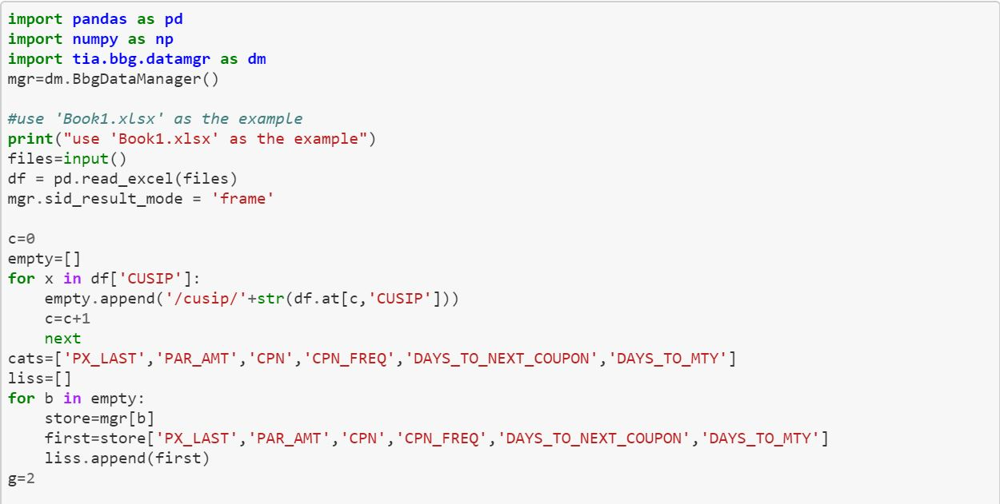 import pandas as pd
import numpy as np
import tia.bbg.datamgr as dm
mgr=dm.BbgDataManager()

#use 'Book1.xlsx' as the example
print("use 'Book1.xlsx' as the example")
files=input()
df = pd.read_excel(files)
mgr.sid_result_mode = 'frame'

c=0
empty=[]
for x in df['CUSIP']:
    empty.append('/cusip/'+str(df.at[c,'CUSIP']))
    c=c+1
    next
cats=['PX_LAST','PAR_AMT','CPN','CPN_FREQ','DAYS_TO_NEXT_COUPON','DAYS_TO_MTY']
liss=[]
for b in empty:
    store=mgr[b]
    first=store['PX_LAST','PAR_AMT','CPN','CPN_FREQ','DAYS_TO_NEXT_COUPON','DAYS_TO_MTY']
    liss.append(first)
g=2